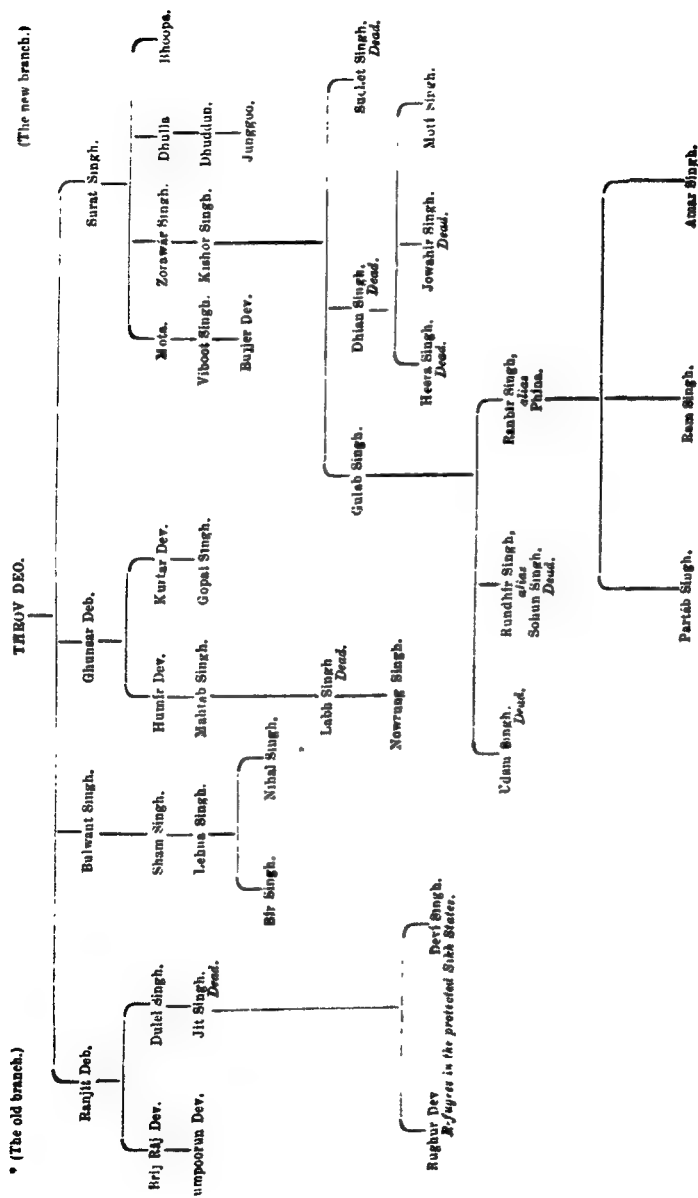 * (The old branch.)
(The new branch.)
THROV DEO.
Ranjit Deb.
Bulwant Singh.
Ghunsar Deb.
Surat Singh.
Brij Raj Dev.
Dulel Singh.
Sham Singh.
Humir Dev.
Kurtar Dev.
Mota.
Zorawar Singh.
Dhulla
Bhoopa.
umpoorun Dev.
Jit Singh.
Dead.
Lehna Singh.
Mahtab Singh.
Gopal Singh.
Viboot Singh.
Kishor Singh.
Dhuddun.
Bir Singh.
Nihal Singh.
Bujjer Dev.
Junggoo.
Labh Singh
Dead.
Gulab Singh.
Dhian Singh.
Dead.
Suchet Singh.
Dead.
Nowrung Singh.
Heera Singh.
Dead.
Jowahir Singh.
Dead.
Moti Singh.
Rughur Dev
Devi Singh.
Refugees in the protected Sikh States.
Udam Singh.
Dead.
Rundhir Singh,
alias
Sohun Singh.
Dead.
Ranbir Singh,
alias
Phina.
Partab Singh.
Ram Singh.
Amar Singh.